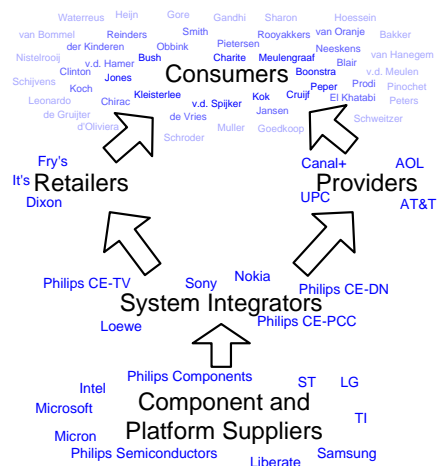 Waterreus Heijn Gore Gandhi Sharon Hoessein
van Bommel Reinders Smith Rooyakkers van Oranje Bakker
der Kinderen Obbink Pietersen Neeskens van Hanegem
Nistelrooij v.d. Hamer Bush Charite Meulengraaf Blair
Schijvens Clinton Jones Consumers Boonstra v.d. Meulen
Koch Peper Prodi Pinochet
Leonardo Chirac Kleisterlee v.d. Spijker Kok Cruijf El Khatabi Peters
de Gruijter de Vries Jansen Schweitzer
d'Oliviera Schroder Muller Goedkoop
Fry's Canal+ AOL
It's Retailers Providers
Dixon UPC AT&T
Philips CE-TV Sony Nokia Philips CE-DN
System Integrators
Loewe Philips CE-PCC
Philips Components ST LG
Intel
Microsoft Component and TI
Micron Platform Suppliers
Philips Semiconductors Liberate Samsung